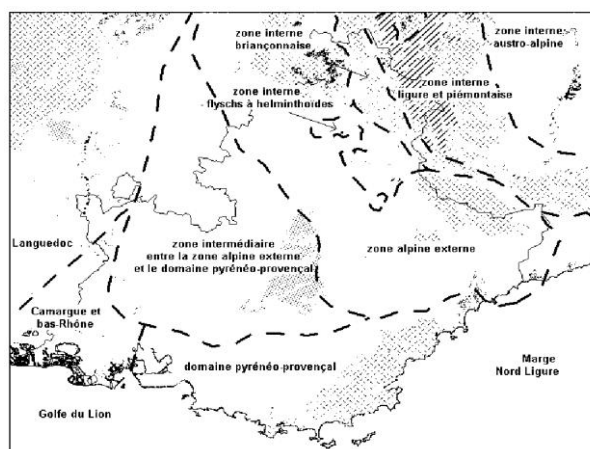 zone interne
briançonnaise
zone interne
austro-alpine
zone interne
flyschs à helminthoïdes
zone interne
ligure et piémontaise
Languedoc
zone intermédiaire
entre la zone alpine externe
et le domaine pyrénéo-provençal
zone alpine externe
Camargue et
bas-Rhône
domaine pyrénéo-provençal
Marge
Nord Ligure
Golfe du Lion